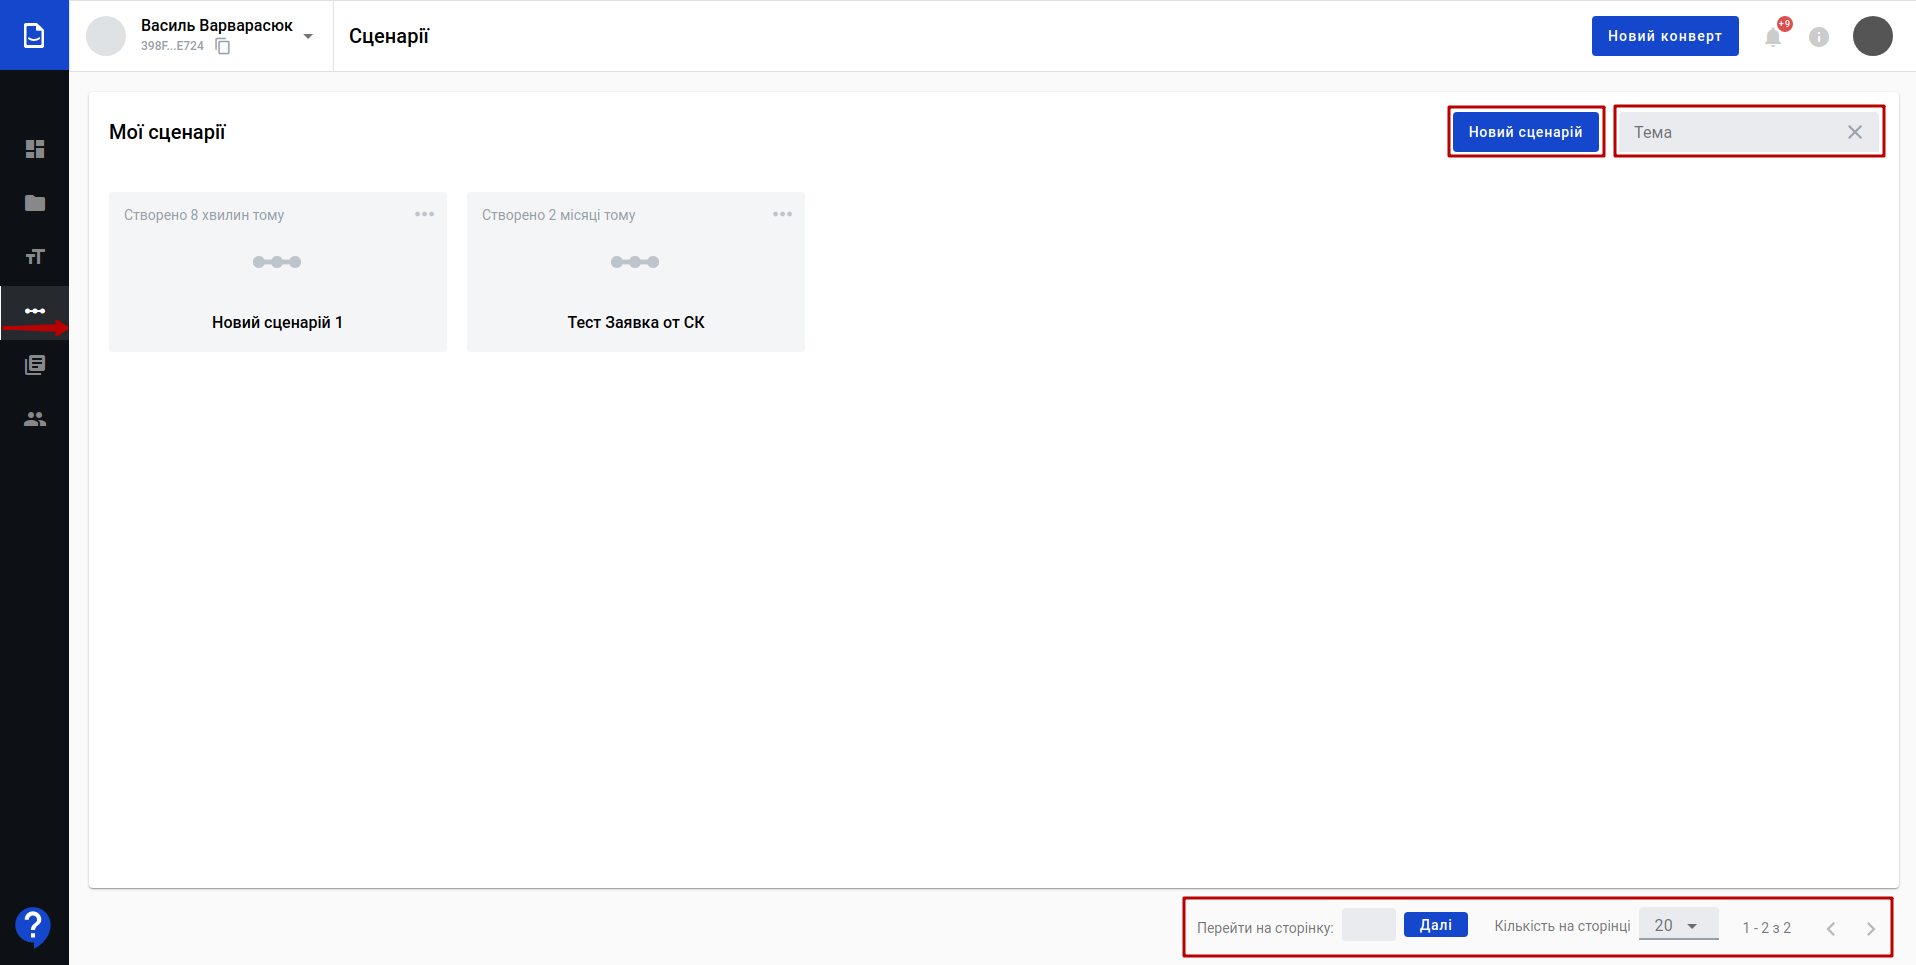 Василь Варварасюк
398F...E724
Сценарії
Новий конверт
+9
Мої сценарії
Новий сценарій
Тема
Створено 8 хвилин тому
Новий сценарій 1
Створено 2 місяці тому
Тест Заявка от СК
Перейти на сторінку:
Далі
Кількість на сторінці
20
1 - 2 з 2